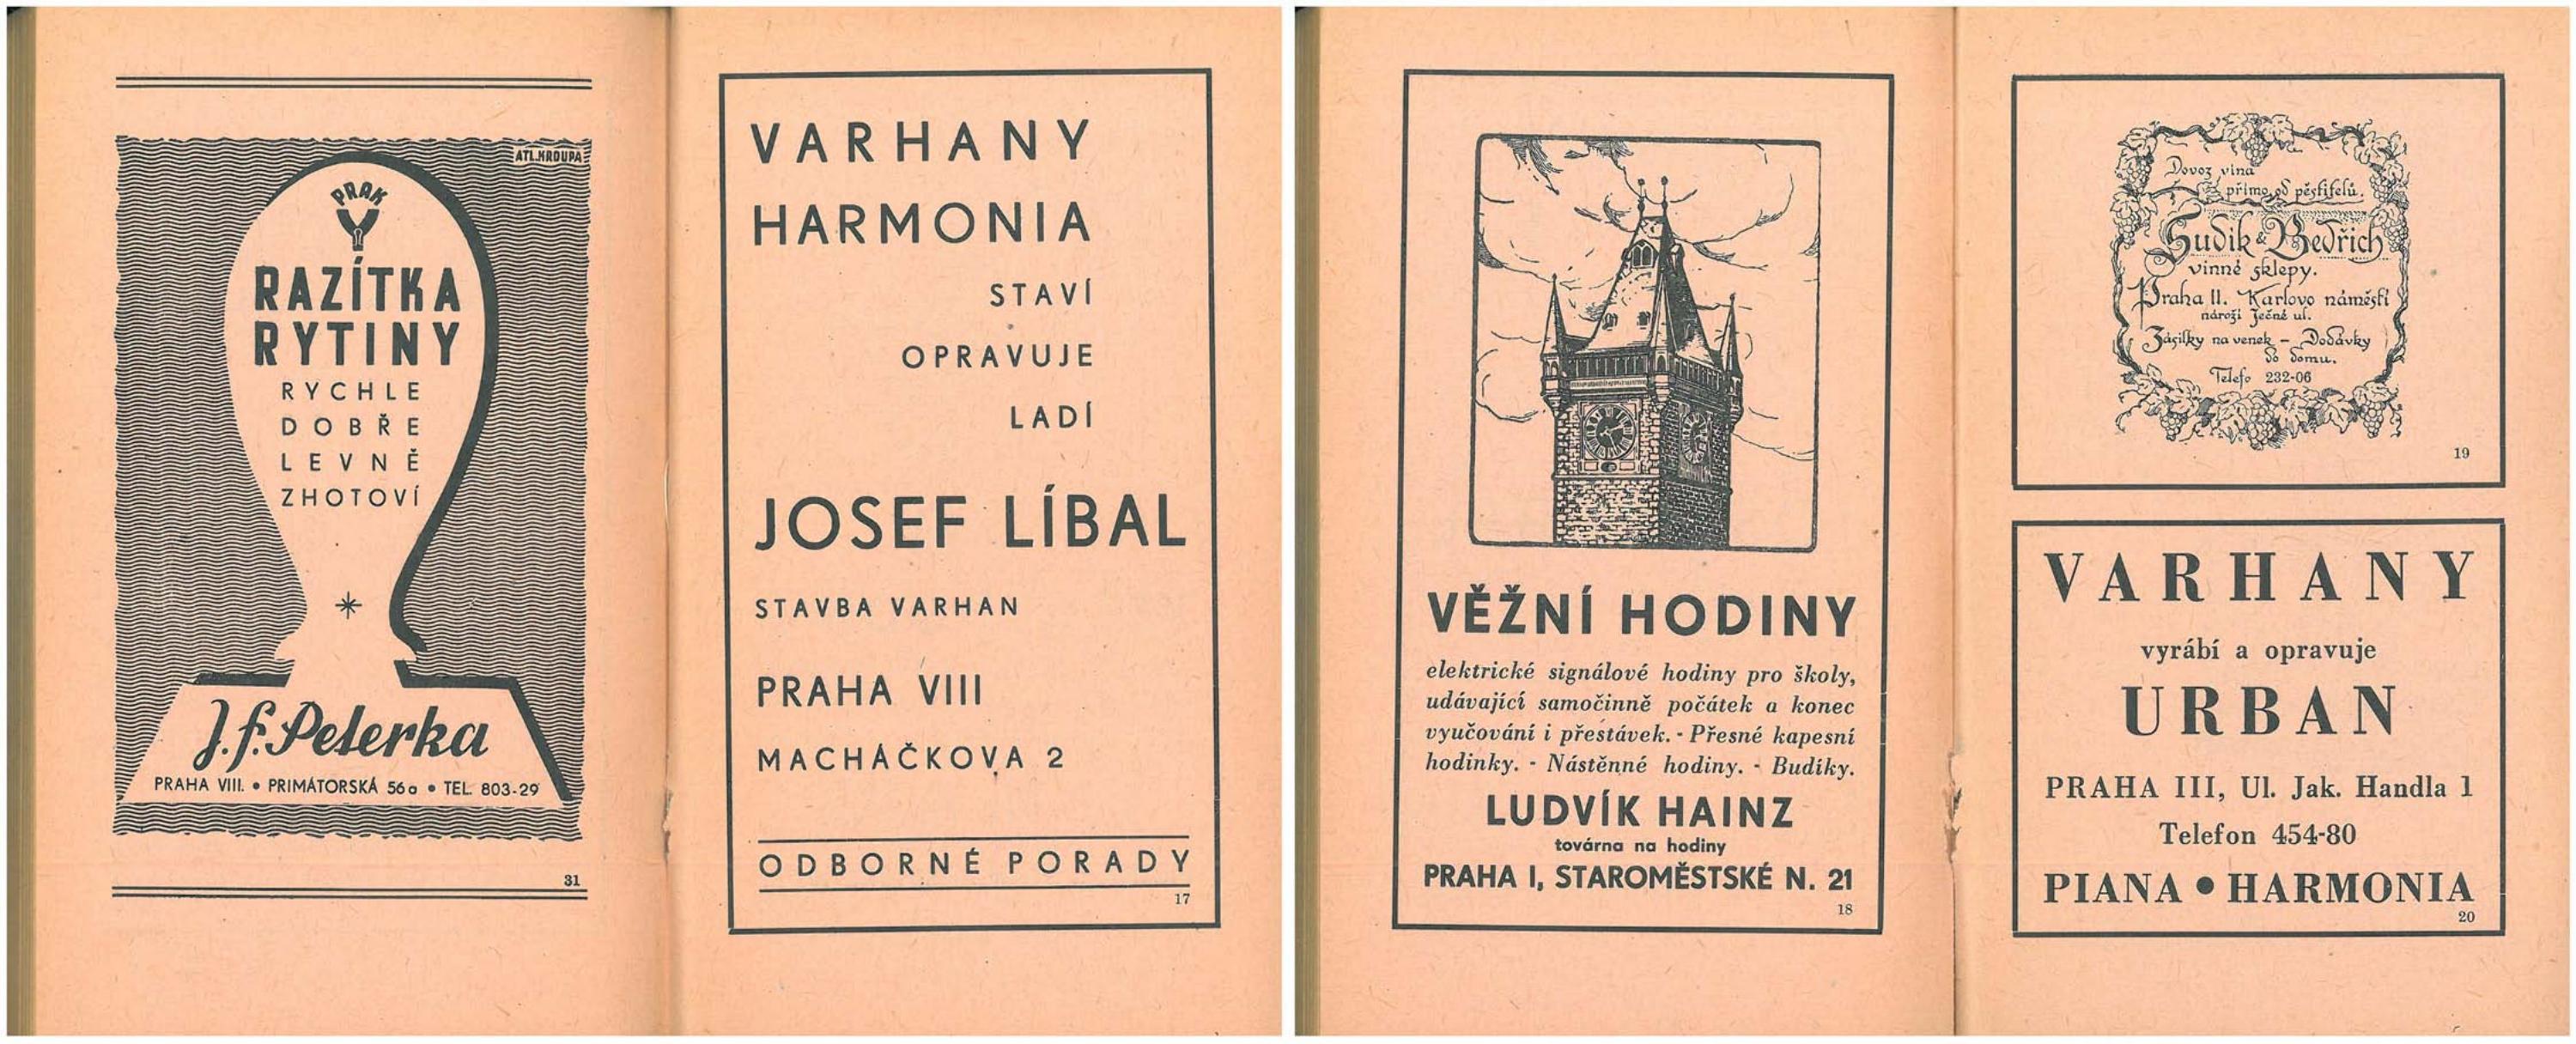 ATL.KROUPA
PRAK
RAZÍTKA
RYTINY
RYCHLE
DOBŘE
LEVNĚ
ZHOTOVÍ
*
J.f.Peterka
PRAHA VIII. • PRIMÁTORSKÁ 56a • TEL. 803-29
31
VARHANY
HARMONIA
STAVÍ
OPRAVUJE
LADÍ
JOSEF LÍBAL
STAVBA VARHAN
PRAHA VIII
MACHÁČKOVA 2
ODBORNÉ PORADY
17
VĚŽNÍ HODINY
elektrické signálové hodiny pro školy,
udávající samočinně počátek a konec
vyučování i přestávek. - Přesné kapesní
hodinky. - Nástěnné hodiny. - Budíky.
LUDVÍK HAINZ
továrna na hodiny
PRAHA I, STAROMĚSTSKÉ N. 21
18
Dovoz vína
přímo od pěstitelů.
Sudík & Bedřich
vinné sklepy.
Praha II. Karlovo náměstí
nároží Ječné ul.
Zásilky na venek – Dodávky
do domu.
Telefo 232-06
19
VARHANY
vyrábí a opravuje
URBAN
PRAHA III, Ul. Jak. Handla 1
Telefon 454-80
PIANA • HARMONIA
20